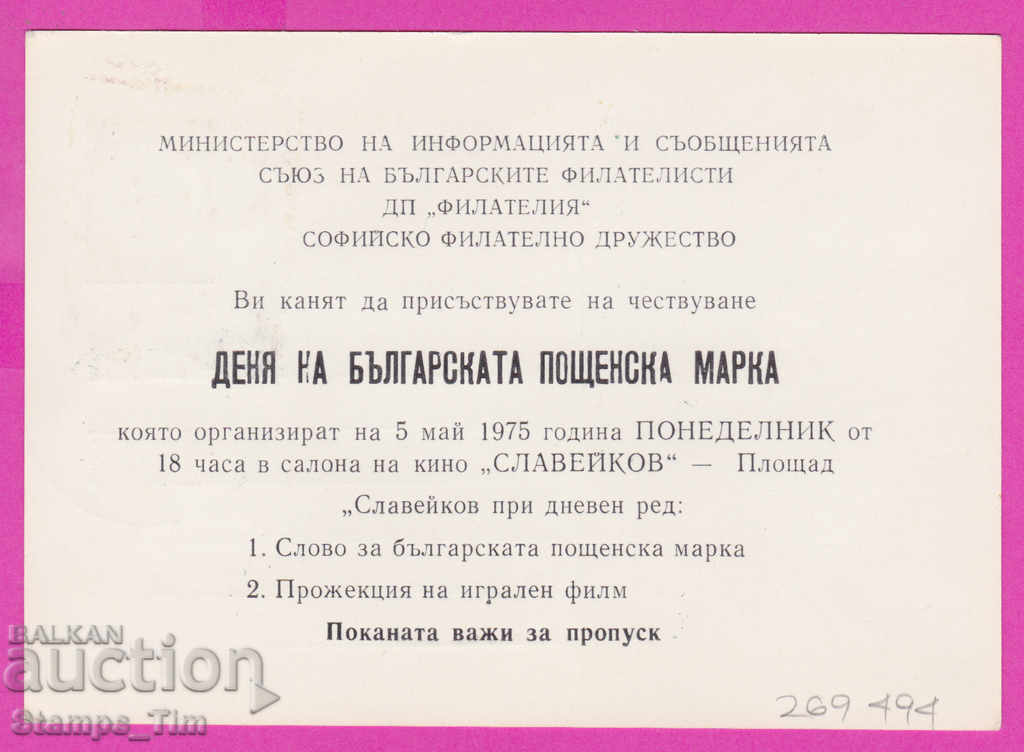 МИНИСТЕРСТВО НА ИНФОРМАЦИЯТА И СЪОБЩЕНИЯТА
СЪЮЗ НА БЪЛГАРСКИТЕ ФИЛАТЕЛИСТИ
ДП „ФИЛАТЕЛИЯ“
СОФИЙСКО ФИЛАТЕЛНО ДРУЖЕСТВО
Ви канят да присъствувате на чествуване
ДЕНЯ НА БЪЛГАРСКАТА ПОЩЕНСКА МАРКА
която организират на 5 май 1975 година ПОНЕДЕЛНИК от
18 часа в салона на кино „СЛАВЕЙКОВ“ — Площад
„Славейков при дневен ред:
1. Слово за българската пощенска марка
2. Прожекция на игрален филм
Поканата важи за пропуск
BALKAN
auction
Stamps_Tim
269 494